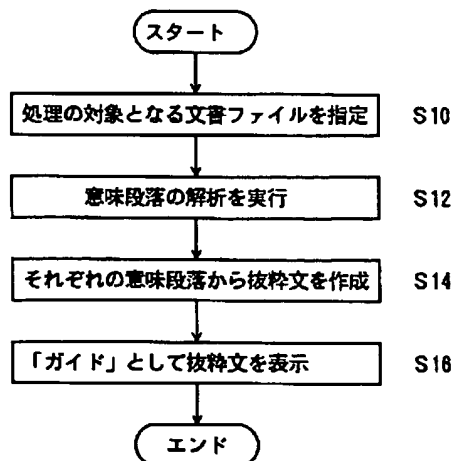 スタート
処理の対象となる文書ファイルを指定 S10
意味段落の解析を実行 S12
それぞれの意味段落から抜粋文を作成 S14
「ガイド」として抜粋文を表示 S16
エンド